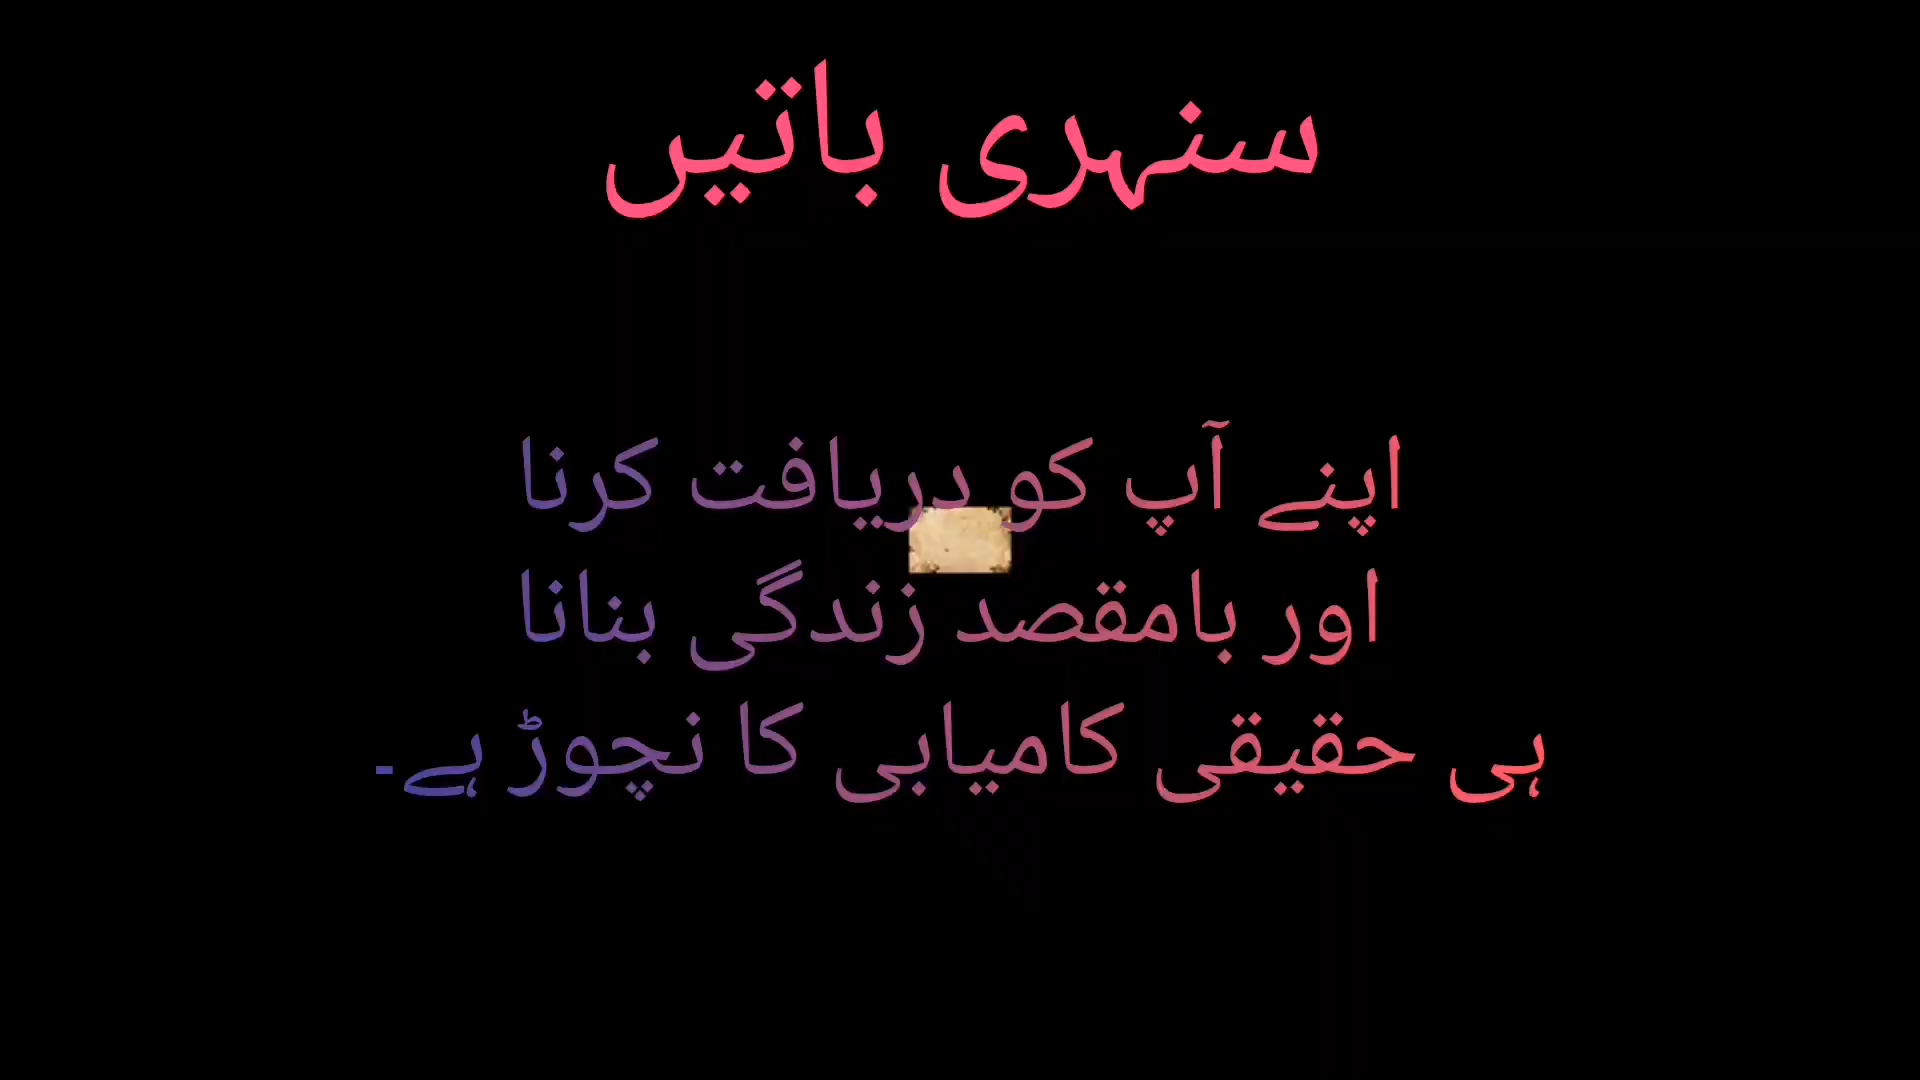 سنہری باتیں
اپنے آپ کو دریافت کرنا
اور بامقصد زندگی بنانا
ہی حقیقی کامیابی کا نچوڑ ہے۔